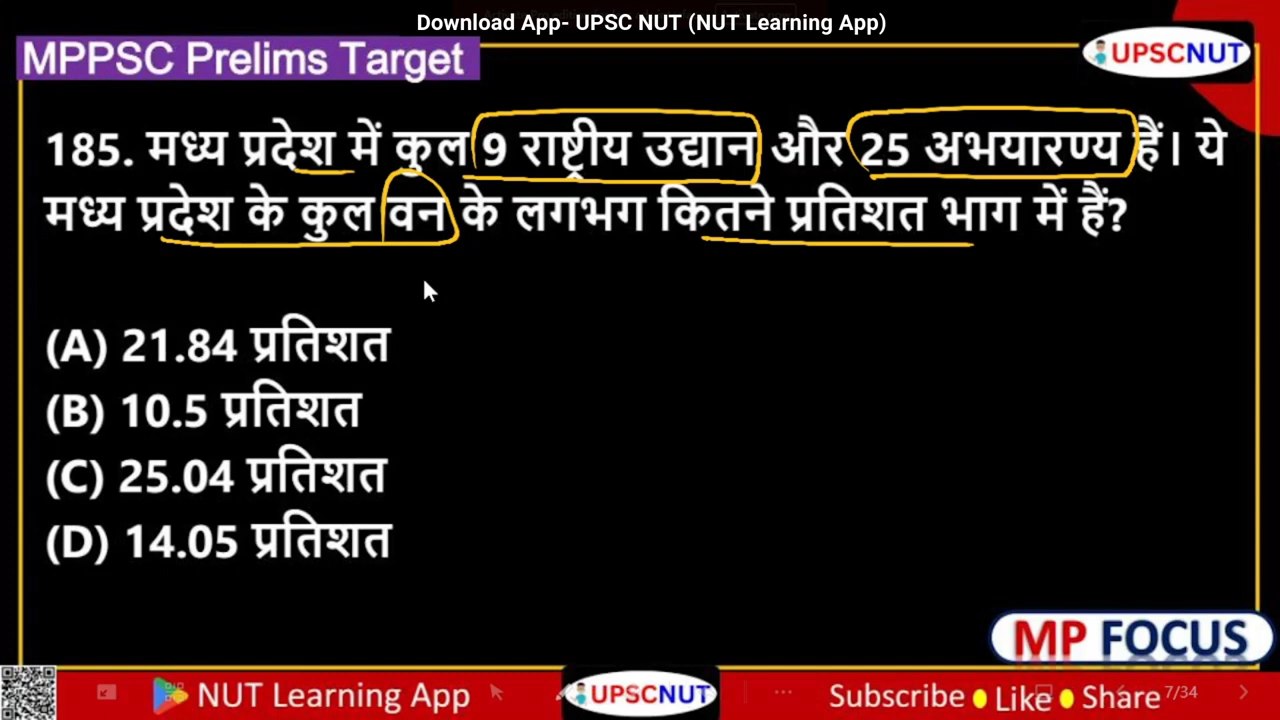 Download App- UPSC NUT (NUT Learning App)
MPPSC Prelims Target
UPSCNUT
185. मध्य प्रदेश में कुल 9 राष्ट्रीय उद्यान और 25 अभयारण्य हैं। ये
मध्य प्रदेश के कुल वन के लगभग कितने प्रतिशत भाग में हैं?
(A) 21.84 प्रतिशत
(B) 10.5 प्रतिशत
(C) 25.04 प्रतिशत
(D) 14.05 प्रतिशत
MP FOCUS
NUT Learning App
UPSCNUT
Subscribe Like Share
7/34